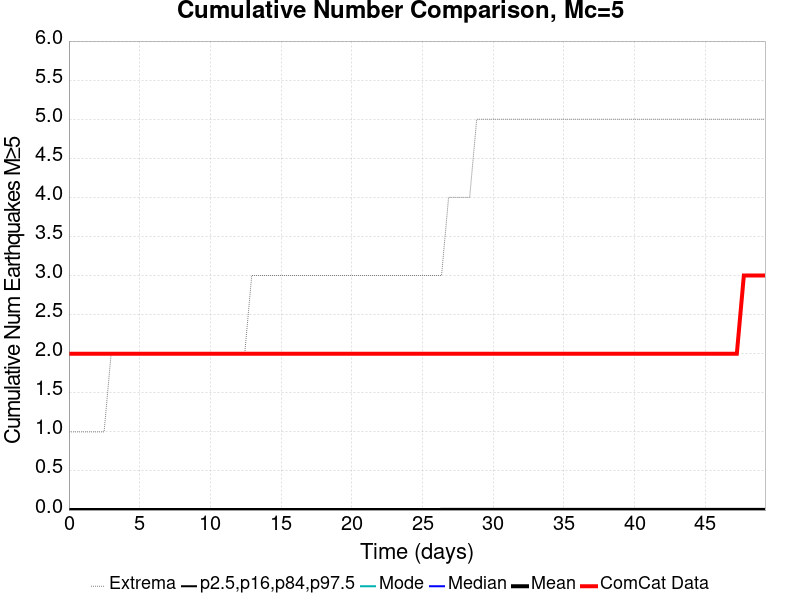 Cumulative Number Comparison, Mc=5
Cumulative Num Earthquakes M≥5
6.0
5.5
5.0
4.5
4.0
3.5
3.0
2.5
2.0
1.5
1.0
0.5
0.0
0 5 10 15 20 25 30 35 40 45
Time (days)
Extrema p2.5,p16,p84,p97.5 Mode Median Mean ComCat Data